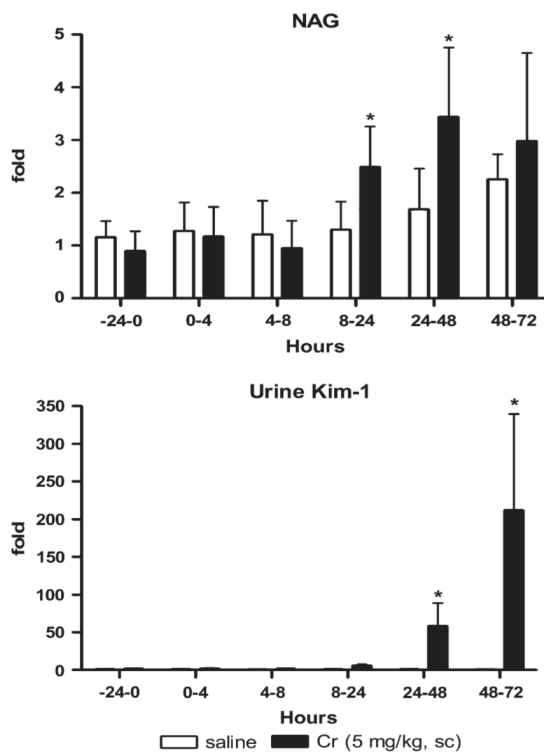 NAG
5
4
3
2
1
0
fold
* * 
-24-0 0-4 4-8 8-24 24-48 48-72
Hours
Urine Kim-1
350
300
250
200
150
100
50
0
fold
*
*
-24-0 0-4 4-8 8-24 24-48 48-72
Hours
saline Cr (5 mg/kg, sc)